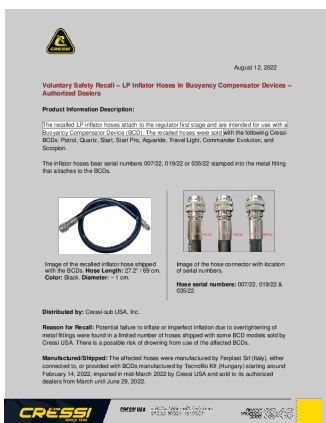 CRESSI
August 12, 2022
Voluntary Safety Recall – LP Inflator Hoses in Buoyancy Compensator Devices –
Authorized Dealers
Product Information Description:
The recalled LP inflator hoses attach to the regulator first stage and are intended for use with a
Buoyancy Compensator Device (BCD). The recalled hoses were sold with the following Cressi
BCDs: Patrol, Quartz, Start, Start Pro, Aquaride, Travel Light, Commander Evolution, and
Scorpion.
The inflator hoses bear serial numbers 007/22, 019/22 or 035/22 stamped into the metal fitting
that attaches to the BCDs.
Image of the recalled inflator hose shipped
with the BCDs. Hose Length: 27.2" / 69 cm.
Color: Black. Diameter: ~ 1 cm.
Image of the hose connector with location
of serial numbers.
Hose serial numbers: 007/22, 019/22 &
035/22
Distributed by: Cressi-sub USA, Inc.
Reason for Recall: Potential failure to inflate or imperfect inflation due to overtightening of
metal fittings were found in a limited number of hoses shipped with some BCD models sold by
Cressi USA. There is a possible risk of drowning from use of the affected BCDs.
Manufactured/Shipped: The affected hoses were manufactured by Ferplast Srl (Italy), either
connected to, or provided with BCDs manufactured by Tecnofilo Kft (Hungary) starting around
February 14, 2022, imported in mid-March 2022 by Cressi USA and sold to its authorized
dealers from March until June 29, 2022.
CRESSI
CRESSI USA